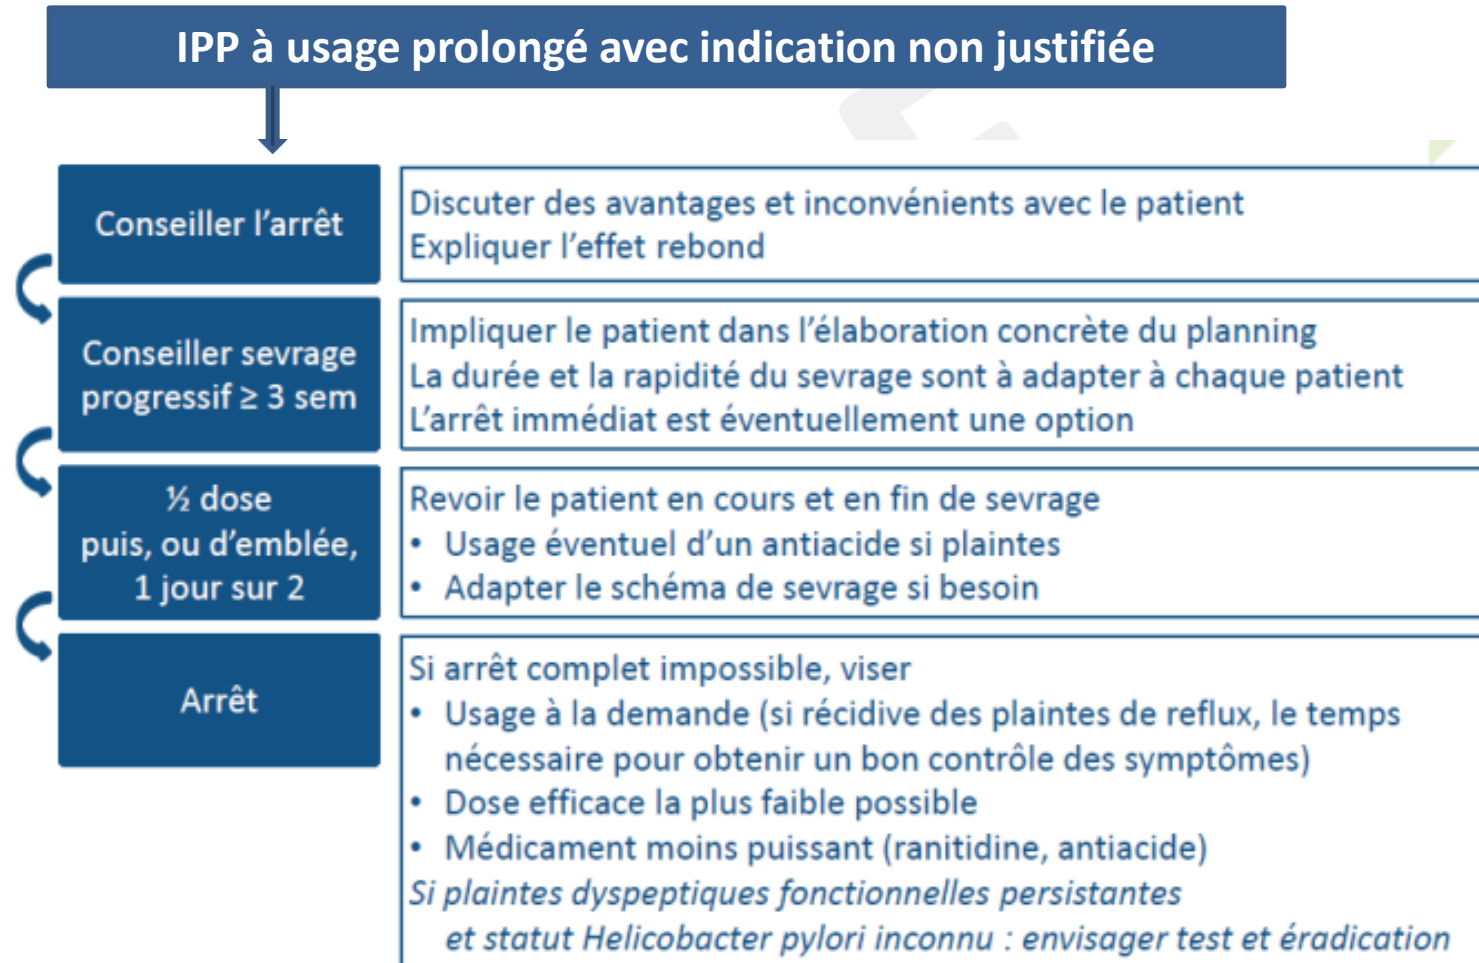 IPP à usage prolongé avec indication non justifiée
Conseiller l’arrêt
Discuter des avantages et inconvénients avec le patient
Expliquer l’effet rebond
Conseiller sevrage
progressif ≥ 3 sem
Impliquer le patient dans l’élaboration concrète du planning
La durée et la rapidité du sevrage sont à adapter à chaque patient
L’arrêt immédiat est éventuellement une option
½ dose
puis, ou d’emblée,
1 jour sur 2
Revoir le patient en cours et en fin de sevrage
• Usage éventuel d’un antiacide si plaintes
• Adapter le schéma de sevrage si besoin
Arrêt
Si arrêt complet impossible, viser
• Usage à la demande (si récidive des plaintes de reflux, le temps
nécessaire pour obtenir un bon contrôle des symptômes)
• Dose efficace la plus faible possible
• Médicament moins puissant (ranitidine, antiacide)
Si plaintes dyspeptiques fonctionnelles persistantes
et statut Helicobacter pylori inconnu : envisager test et éradication